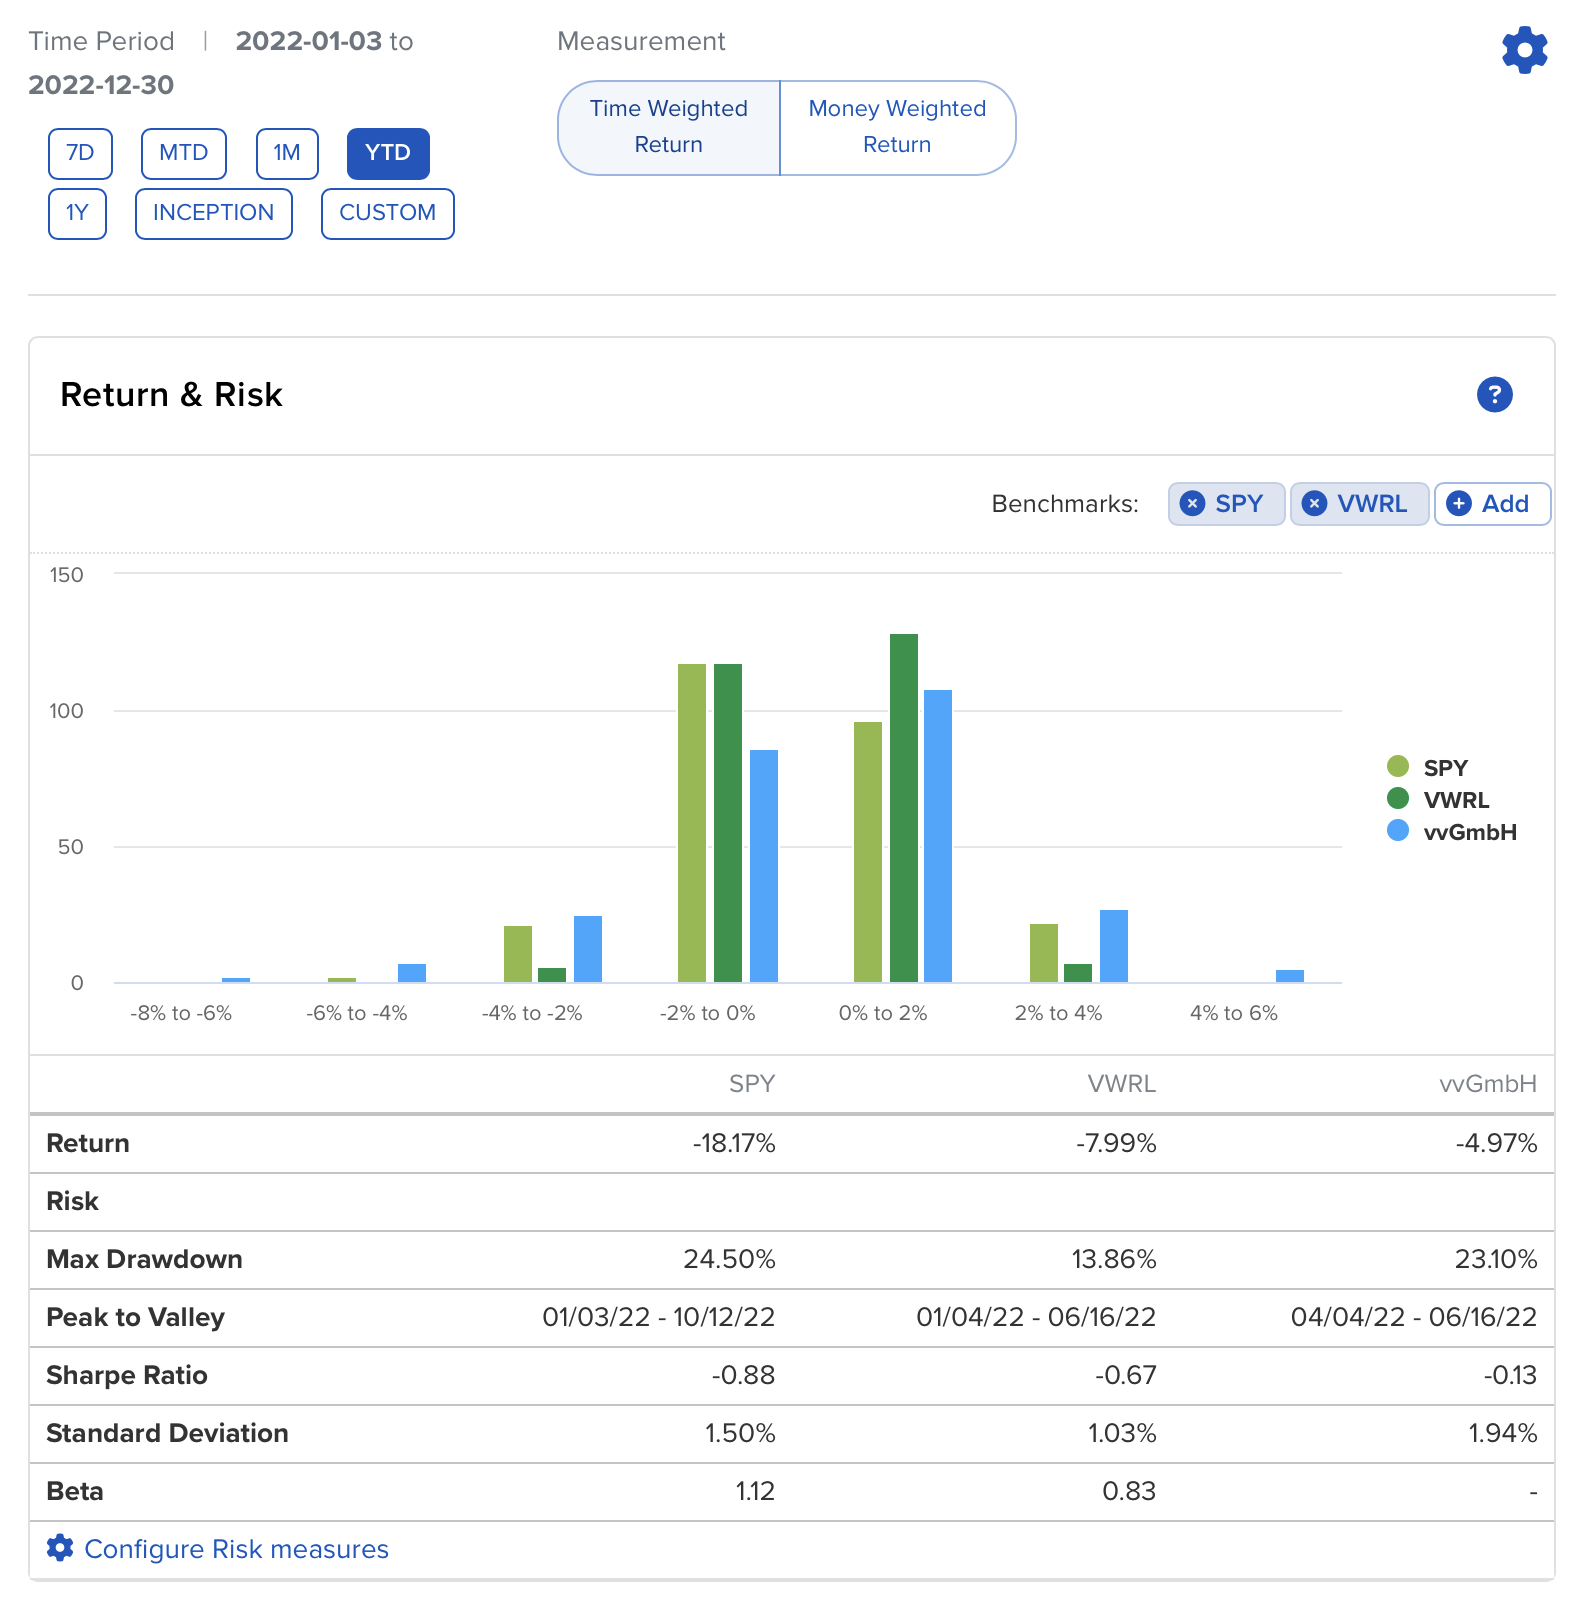 Time Period | 2022-01-03 to
2022-12-30
7D MTD 1M YTD
1Y INCEPTION CUSTOM
Measurement
Time Weighted
Return
Money Weighted
Return
Return & Risk
?
Benchmarks: SPY VWRL Add
150
100
50
0
-8% to -6% -6% to -4% -4% to -2% -2% to 0% 0% to 2% 2% to 4% 4% to 6%
SPY
VWRL
vvGmbH
SPY VWRL vvGmbH
Return -18.17% -7.99% -4.97%
Risk
Max Drawdown 24.50% 13.86% 23.10%
Peak to Valley 01/03/22 - 10/12/22 01/04/22 - 06/16/22 04/04/22 - 06/16/22
Sharpe Ratio -0.88 -0.67 -0.13
Standard Deviation 1.50% 1.03% 1.94%
Beta 1.12 0.83 -
Configure Risk measures